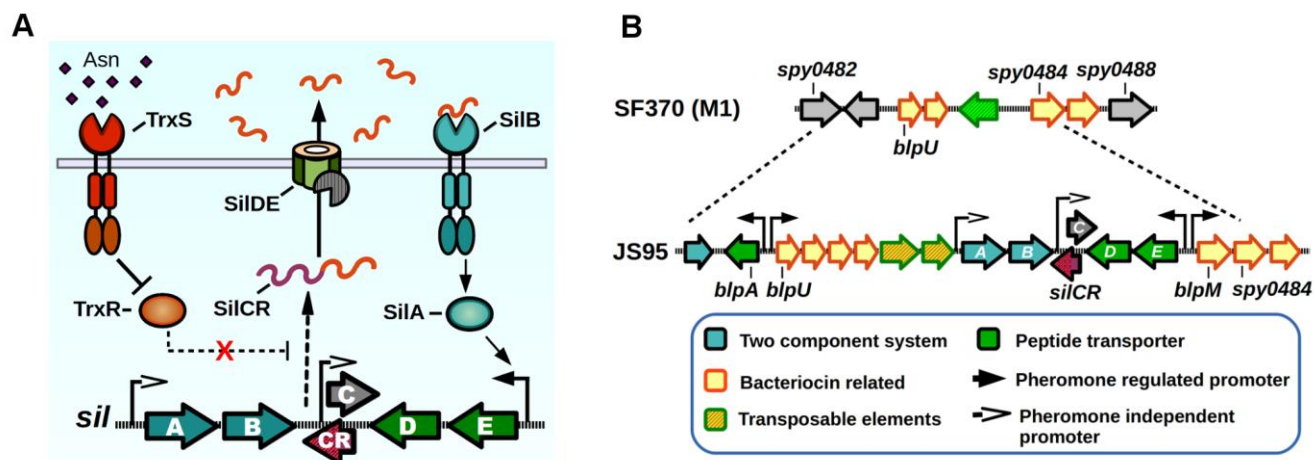 A
Asn
TrxS
SilB
SilDE
TrxR
SilCR
SilA
X
sil
A
B
C
CR
D
E
B
spy0482
spy0484
spy0488
SF370 (M1)
blpU
JS95
A
B
C
D
E
silCR
blpA
blpU
blpM
spy0484
Two component system
Peptide transporter
Bacteriocin related
Pheromone regulated promoter
Transposable elements
Pheromone independent
promoter